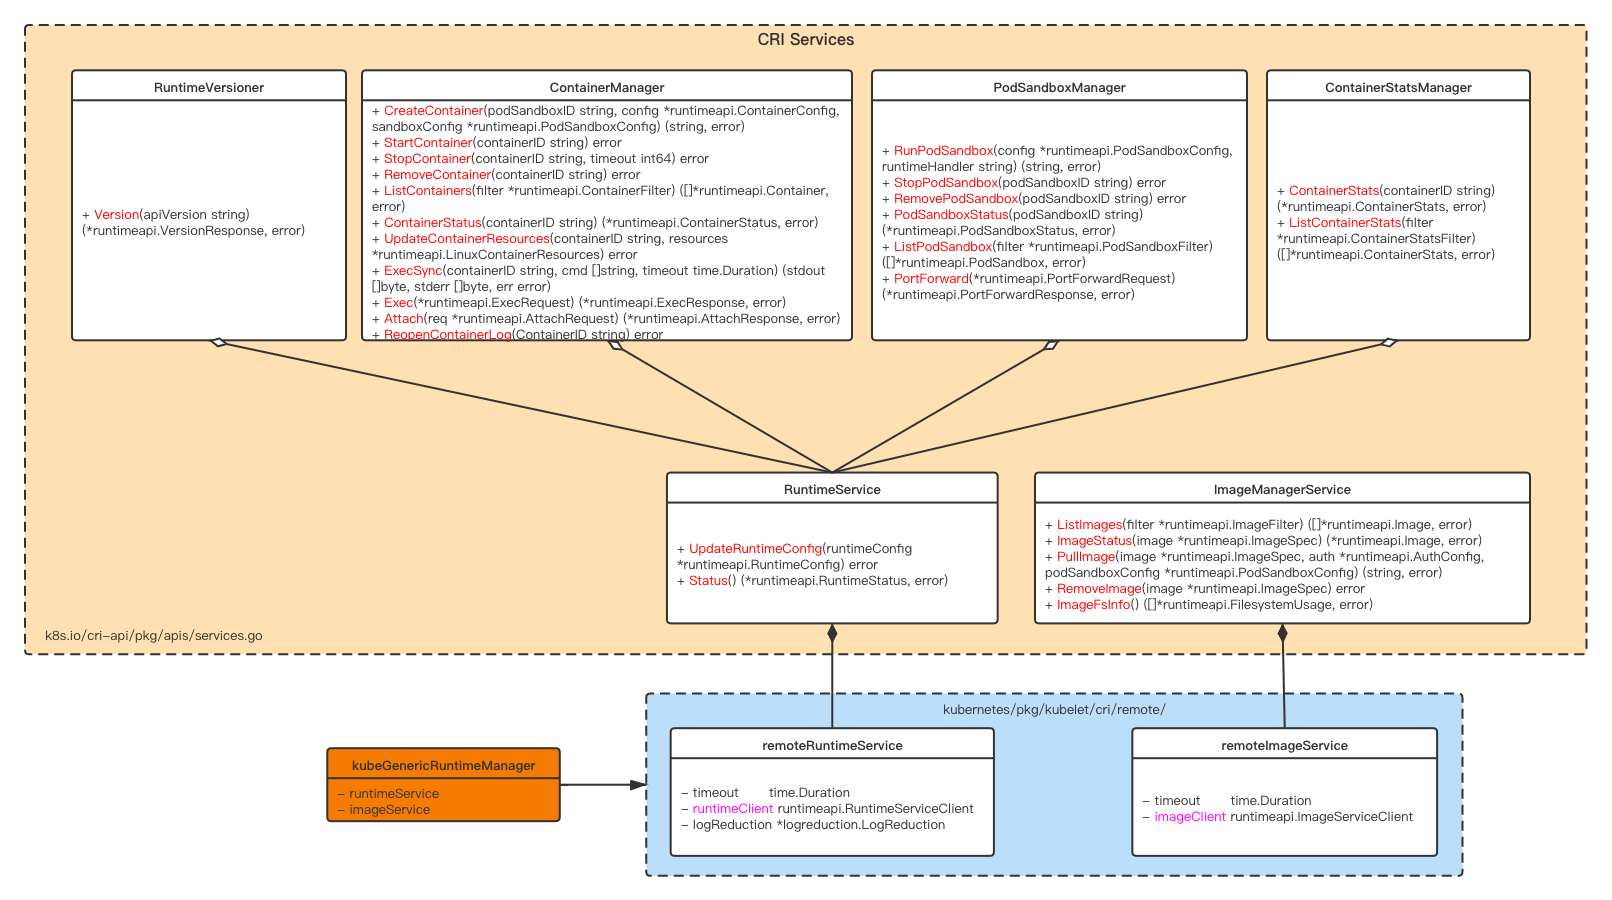 CRI Services
RuntimeVersioner
+ Version(apiVersion string)
(*runtimeapi.VersionResponse, error)
ContainerManager
+ CreateContainer(podSandboxID string, config *runtimeapi.ContainerConfig,
sandboxConfig *runtimeapi.PodSandboxConfig) (string, error)
+ StartContainer(containerID string) error
+ StopContainer(containerID string, timeout int64) error
+ RemoveContainer(containerID string) error
+ ListContainers(filter *runtimeapi.ContainerFilter) ([]*runtimeapi.Container,
error)
+ ContainerStatus(containerID string) (*runtimeapi.ContainerStatus, error)
+ UpdateContainerResources(containerID string, resources
*runtimeapi.LinuxContainerResources) error
+ ExecSync(containerID string, cmd []string, timeout time.Duration) (stdout
[]byte, stderr []byte, err error)
+ Exec(*runtimeapi.ExecRequest) (*runtimeapi.ExecResponse, error)
+ Attach(req *runtimeapi.AttachRequest) (*runtimeapi.AttachResponse, error)
+ ReopenContainerLog(ContainerID string) error
PodSandboxManager
+ RunPodSandbox(config *runtimeapi.PodSandboxConfig,
runtimeHandler string) (string, error)
+ StopPodSandbox(podSandboxID string) error
+ RemovePodSandbox(podSandboxID string) error
+ PodSandboxStatus(podSandboxID string)
(*runtimeapi.PodSandboxStatus, error)
+ ListPodSandbox(filter *runtimeapi.PodSandboxFilter)
([]*runtimeapi.PodSandbox, error)
+ PortForward(*runtimeapi.PortForwardRequest)
(*runtimeapi.PortForwardResponse, error)
ContainerStatsManager
+ ContainerStats(containerID string)
(*runtimeapi.ContainerStats, error)
+ ListContainerStats(filter
*runtimeapi.ContainerStatsFilter)
([]*runtimeapi.ContainerStats, error)
RuntimeService
+ UpdateRuntimeConfig(runtimeConfig
*runtimeapi.RuntimeConfig) error
+ Status() (*runtimeapi.RuntimeStatus, error)
ImageManagerService
+ ListImages(filter *runtimeapi.ImageFilter) ([]*runtimeapi.Image, error)
+ ImageStatus(image *runtimeapi.ImageSpec) (*runtimeapi.Image, error)
+ PullImage(image *runtimeapi.ImageSpec, auth *runtimeapi.AuthConfig,
podSandboxConfig *runtimeapi.PodSandboxConfig) (string, error)
+ RemoveImage(image *runtimeapi.ImageSpec) error
+ ImageFsInfo() ([]*runtimeapi.FilesystemUsage, error)
k8s.io/cri-api/pkg/apis/services.go
kubernetes/pkg/kubelet/cri/remote/
kubeGenericRuntimeManager
– runtimeService
– imageService
remoteRuntimeService
– timeout time.Duration
– runtimeClient runtimeapi.RuntimeServiceClient
– logReduction *logreduction.LogReduction
remoteImageService
– timeout time.Duration
– imageClient runtimeapi.ImageServiceClient